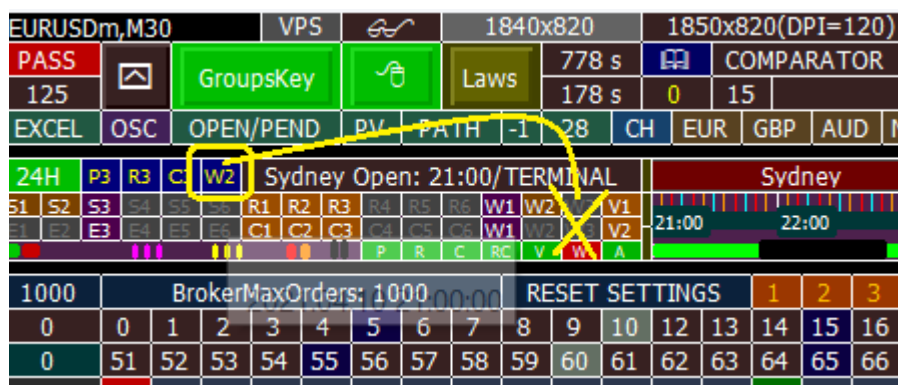 EURUSDm,M30 VPS 1840x820 1850x820(DPI=120)
PASS GroupsKey Laws 778 s COMPARATOR
125 178 s 0 15
EXCEL OSC OPEN/PEND PV PATH -1 28 CH EUR GBP AUD
24H P3 R3 C3 W2 Sydney Open: 21:00/TERMINAL Sydney
S1 S2 S3 S4 S5 S6 R1 R2 R3 R4 R5 R6 W1 W2 V1
E1 E2 E3 E4 E5 E6 C1 C2 C3 C4 C5 C6 W1 W2 V2 21:00 22:00
P R C RC V W A
1000 BrokerMaxOrders: 1000 RESET SETTINGS 1 2 3
0 0 1 2 3 4 5 6 7 8 9 10 12 13 14 15 16
0 51 52 53 54 55 56 57 58 59 60 61 62 63 64 65 66